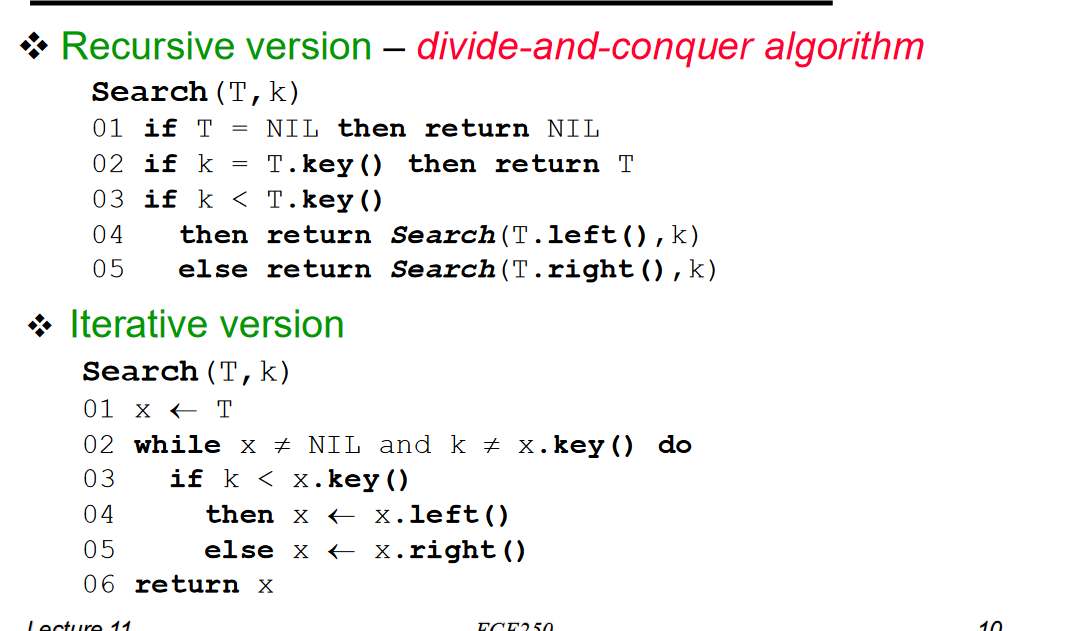 ❖ Recursive version – divide-and-conquer algorithm
Search(T,k)
01 if T = NIL then return NIL
02 if k = T.key() then return T
03 if k < T.key()
04 then return Search(T.left(),k)
05 else return Search(T.right(),k)
❖ Iterative version
Search(T,k)
01 x ← T
02 while x ≠ NIL and k ≠ x.key() do
03 if k < x.key()
04 then x ← x.left()
05 else x ← x.right()
06 return x
Lecture 11 ECE250 10